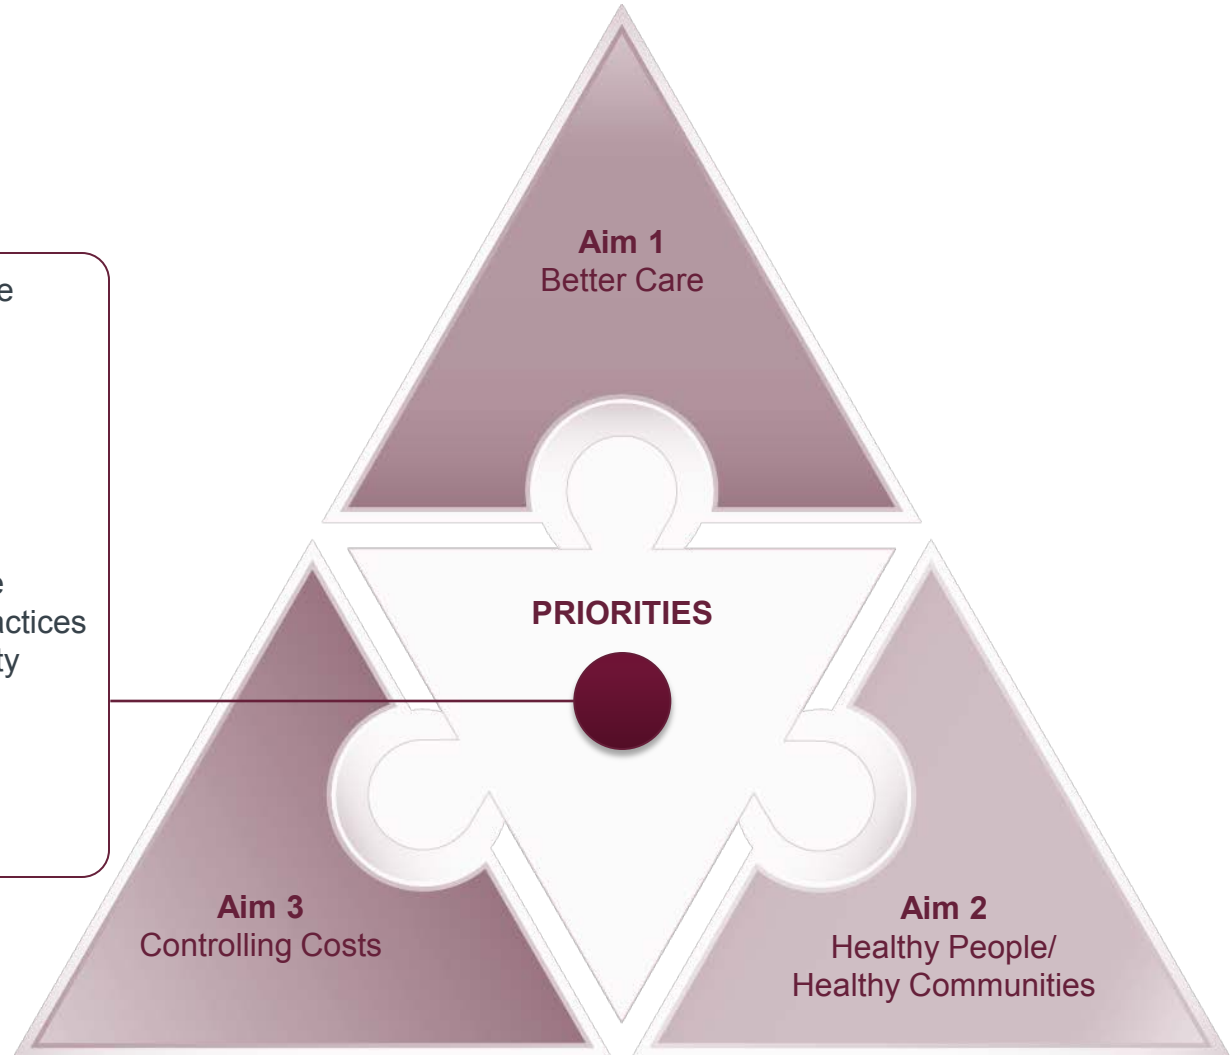 Aim 1
Better Care
PRIORITIES
Aim 3
Controlling Costs
Aim 2
Healthy People/
Healthy Communities